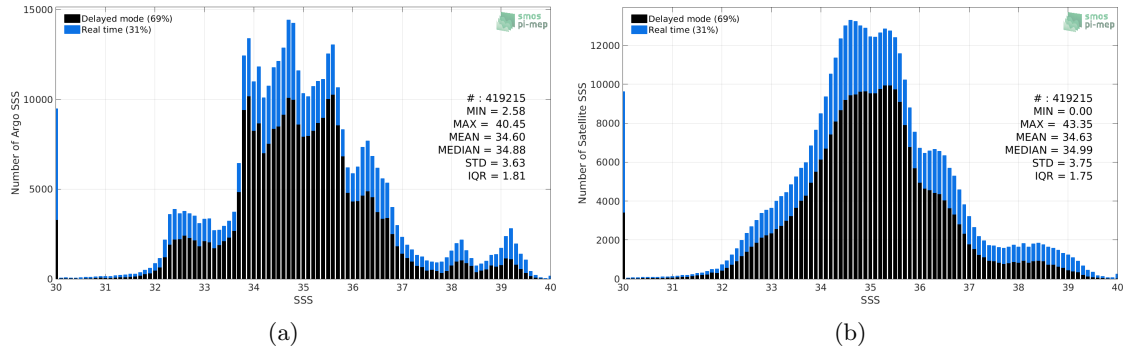 Delayed mode (69%)
Real time (31%)
smos
pi-mep
15000
10000
5000
0
Number of Argo SSS
# : 419215
MIN = 2.58
MAX = 40.45
MEAN = 34.60
MEDIAN = 34.88
STD = 3.63
IQR = 1.81
30 31 32 33 34 35 36 37 38 39 40
SSS
(a)
Delayed mode (69%)
Real time (31%)
smos
pi-mep
12000
10000
8000
6000
4000
2000
0
Number of Satellite SSS
# : 419215
MIN = 0.00
MAX = 43.35
MEAN = 34.63
MEDIAN = 34.99
STD = 3.75
IQR = 1.75
30 31 32 33 34 35 36 37 38 39 40
SSS
(b)